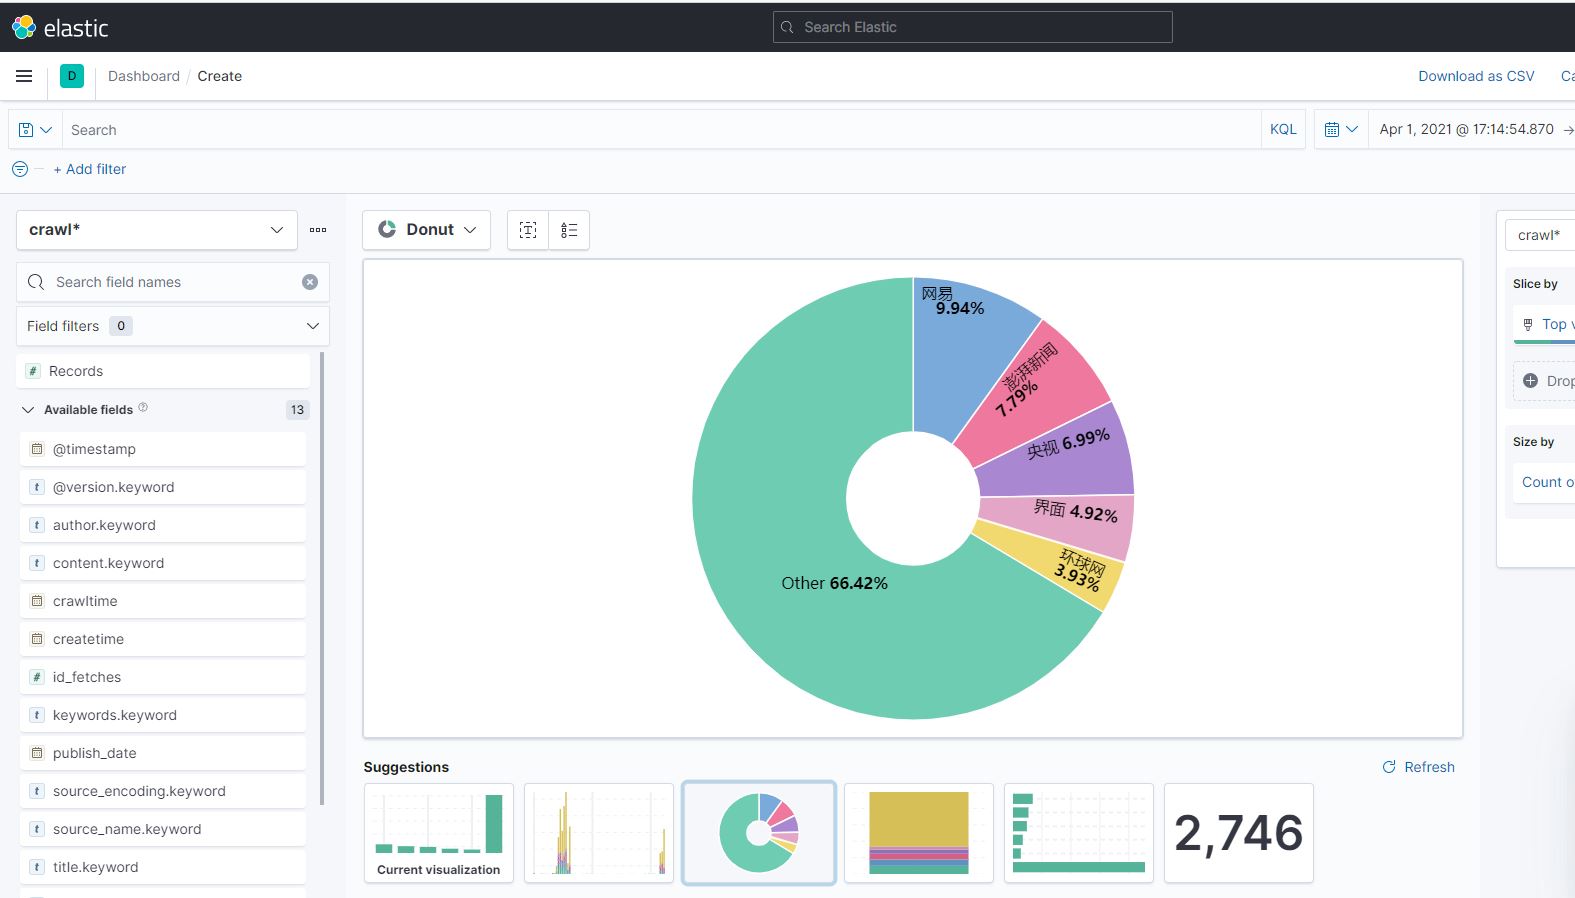 elastic
Search Elastic
D
Dashboard / Create
Download as CSV
Search
KQL
Apr 1, 2021 @ 17:14:54.870 →
+ Add filter
crawl*
Donut
crawl*
Search field names
Field filters 0
Slice by
Top v
# Records
Available fields 13
@timestamp
t @version.keyword
t author.keyword
t content.keyword
crawltime
createtime
# id_fetches
t keywords.keyword
publish_date
t source_encoding.keyword
t source_name.keyword
t title.keyword
网易
9.94%
澎湃新闻
7.79%
央视 6.99%
界面 4.92%
环球网
3.93%
Other 66.42%
Size by
Count o
Suggestions
Refresh
Current visualization
2,746